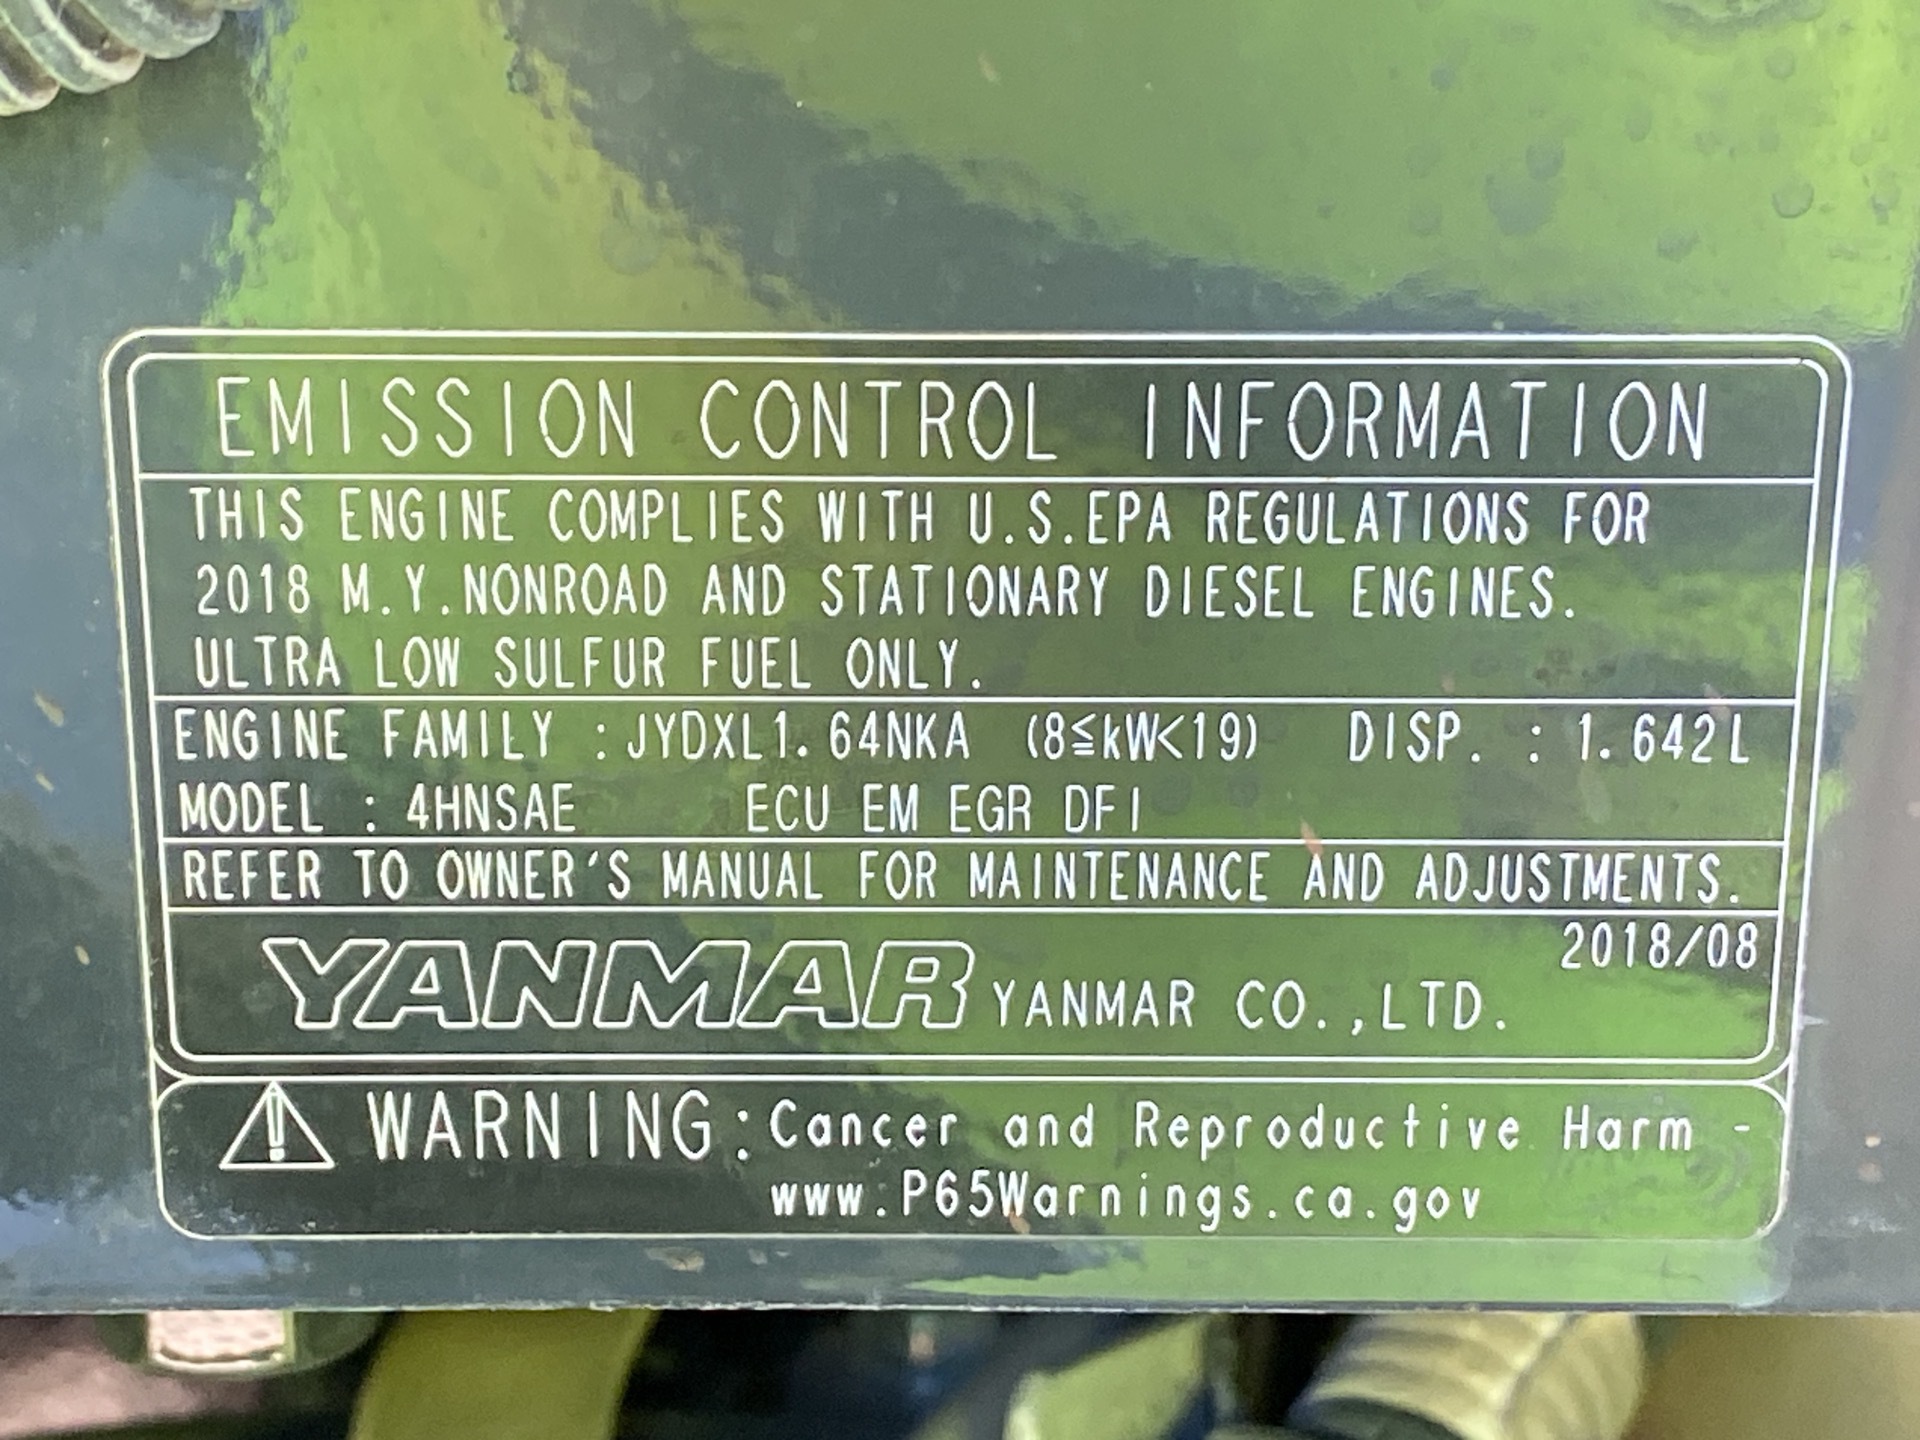 EMISSION CONTROL INFORMATION
THIS ENGINE COMPLIES WITH U.S.EPA REGULATIONS FOR
2018 M.Y.NONROAD AND STATIONARY DIESEL ENGINES.
ULTRA LOW SULFUR FUEL ONLY.
ENGINE FAMILY :JYDXL1.64NKA (8≦kW<19) DISP. : 1.642L
MODEL : 4HNSAE ECU EM EGR DFI
REFER TO OWNER'S MANUAL FOR MAINTENANCE AND ADJUSTMENTS.
2018/08
YANMAR YANMAR CO.,LTD.
WARNING:Cancer and Reproductive Harm -
www.P65Warnings.ca.gov